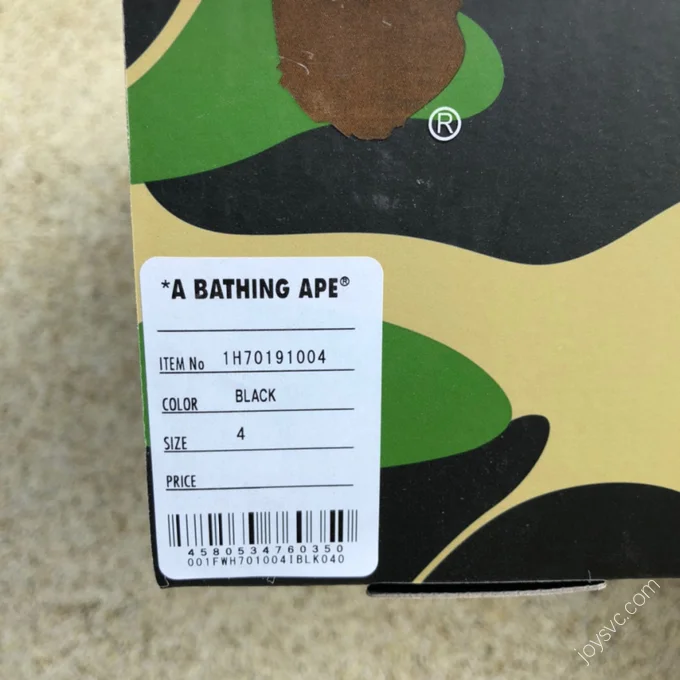 ®
*A BATHING APE®
ITEM No 1H70191004
COLOR BLACK
SIZE 4
PRICE
4580534760350
001FWH701004IBLK040
joysvc.com